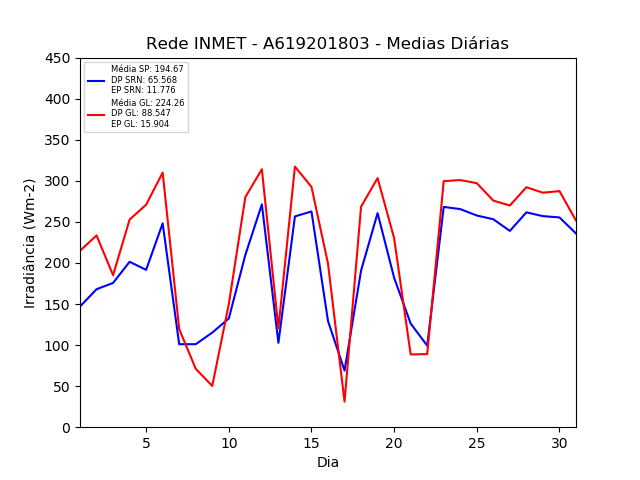 Rede INMET - A619201803 - Medias Diárias
450
400
350
300
250
200
150
100
50
0
Irradiância (Wm-2)
Média SP: 194.67
DP SRN: 65.568
EP SRN: 11.776
Média GL: 224.26
DP GL: 88.547
EP GL: 15.904
5
10
15
20
25
30
Dia